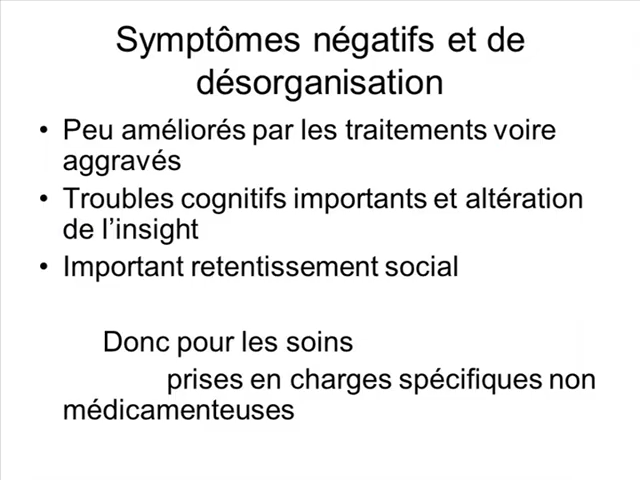 Symptômes négatifs et de
désorganisation
• Peu améliorés par les traitements voire
aggravés
• Troubles cognitifs importants et altération
de l’insight
• Important retentissement social
Donc pour les soins
prises en charges spécifiques non
médicamenteuses